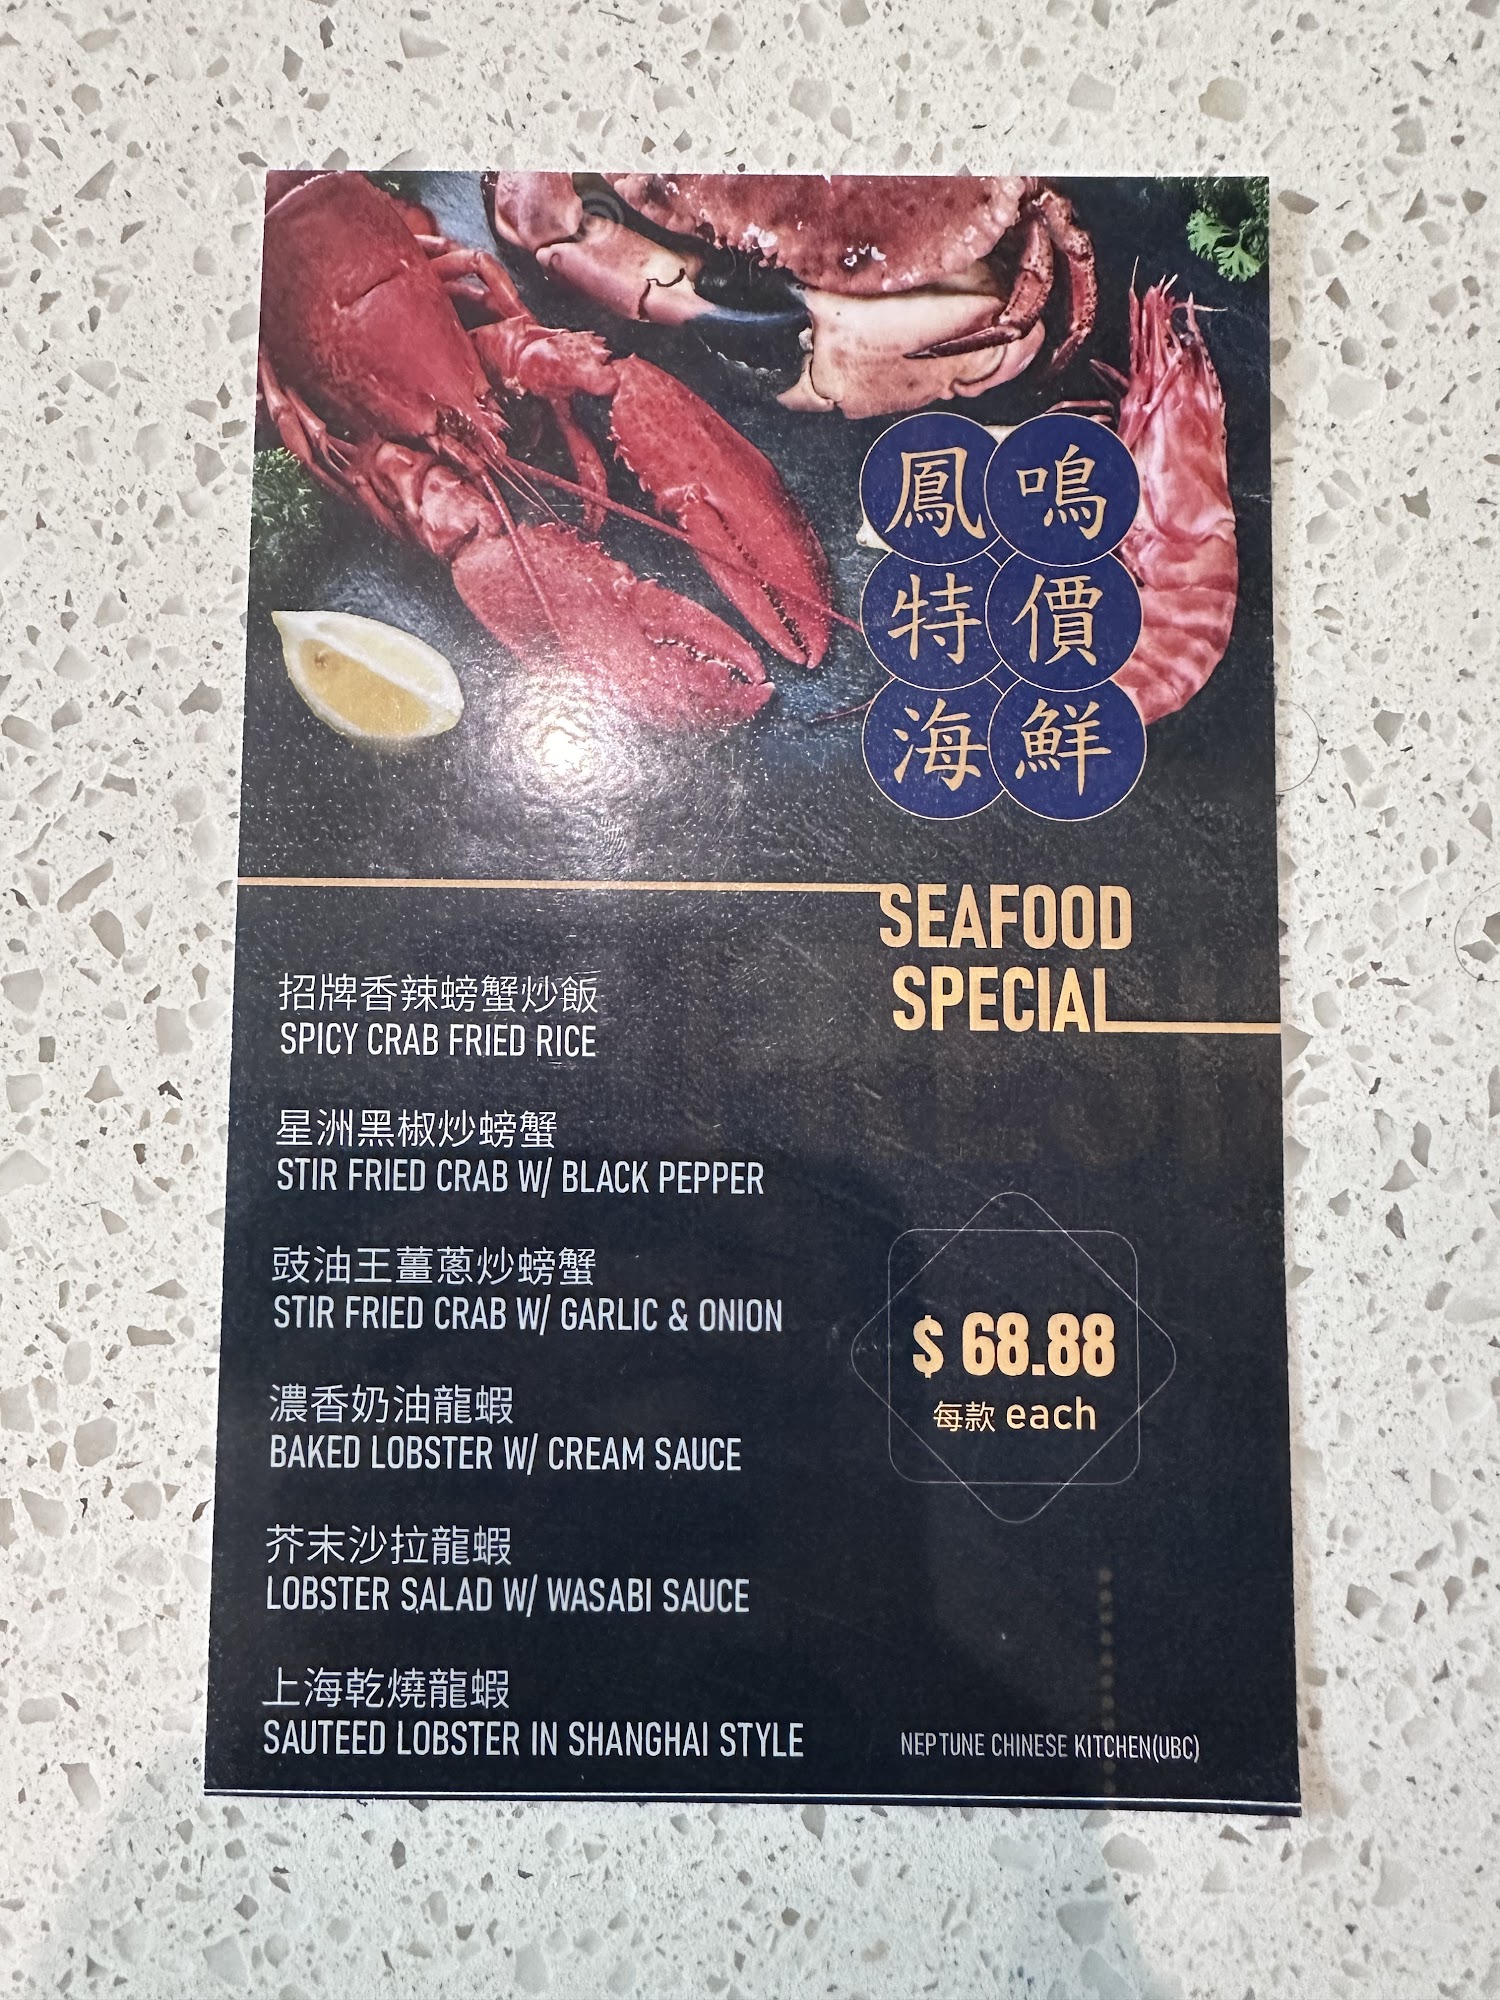 鳳鳴
特價
海鮮
SEAFOOD
SPECIAL
招牌香辣螃蟹炒飯
SPICY CRAB FRIED RICE
星洲黑椒炒螃蟹
STIR FRIED CRAB W/ BLACK PEPPER
豉油王薑蔥炒螃蟹
STIR FRIED CRAB W/ GARLIC & ONION
濃香奶油龍蝦
BAKED LOBSTER W/ CREAM SAUCE
芥末沙拉龍蝦
LOBSTER SALAD W/ WASABI SAUCE
上海乾燒龍蝦
SAUTEED LOBSTER IN SHANGHAI STYLE
$ 68.88
每款 each
NEPTUNE CHINESE KITCHEN(UBC)